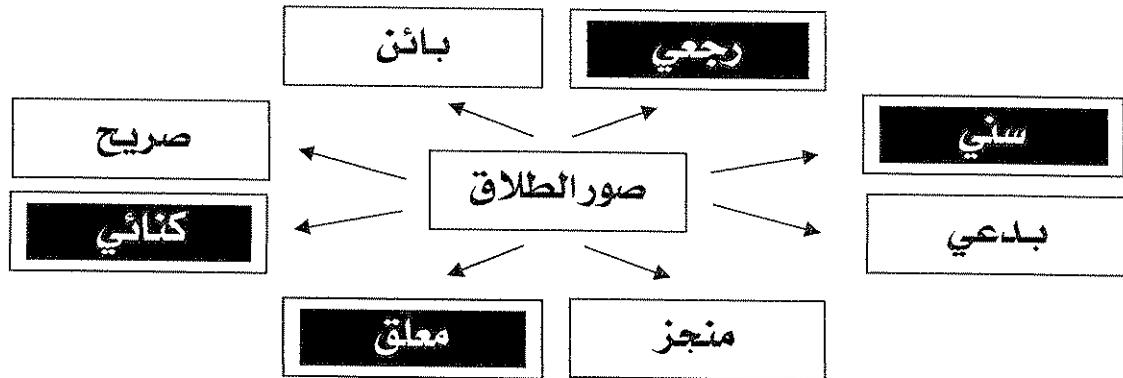 رجعي
بائن
سني
صريح
صور الطلاق
بدعي
كنائي
منجز
معلق